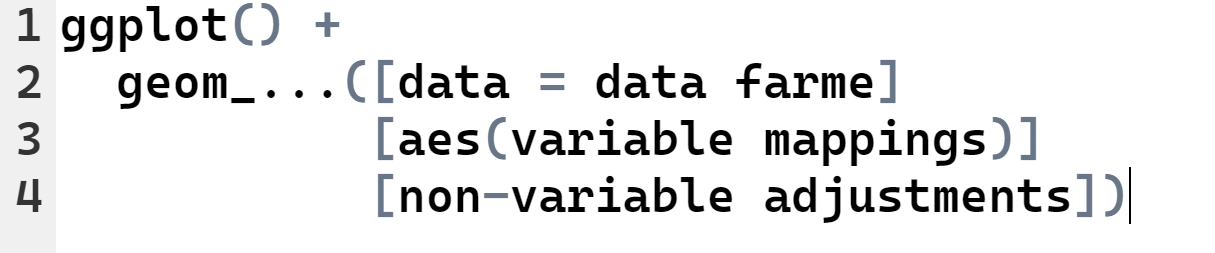 1 ggplot() +
2 geom_...([data = data farme]
3 [aes(variable mappings)]
4 [non-variable adjustments])